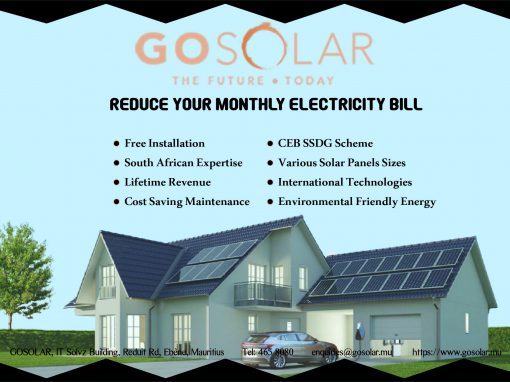 GOSOLAR
THE FUTURE • TODAY
REDUCE YOUR MONTHLY ELECTRICITY BILL
• Free Installation
• South African Expertise
• Lifetime Revenue
• Cost Saving Maintenance
• CEB SSDG Scheme
• Various Solar Panels Sizes
• International Technologies
• Environmental Friendly Energy
GOSOLAR, IT Solvz Building, Reduit Rd, Ebene, Mauritius Tel: 465 8080 enquiries@gosolar.mu https://www.gosolar.mu